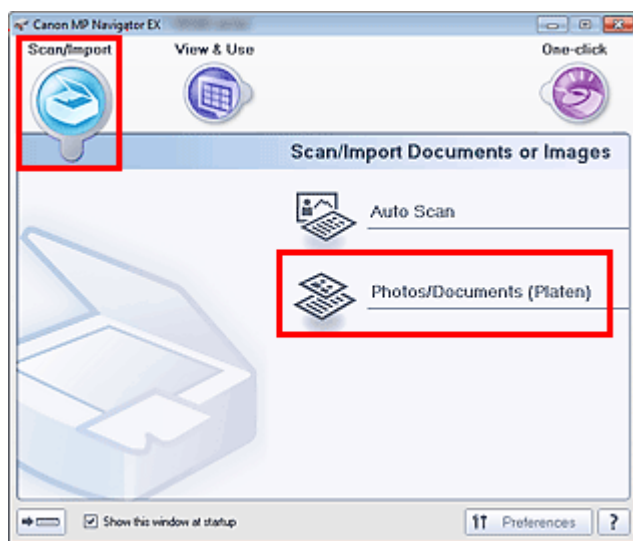 Canon MP Navigator EX
Scan/Import View & Use One-click
Scan/Import Documents or Images
Auto Scan
Photos/Documents (Platen)
Show this window at startup
Preferences ?